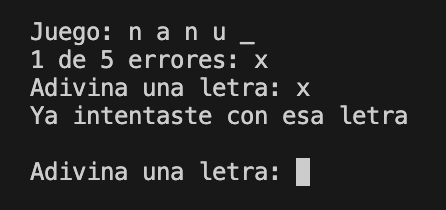 Juego: n a n u _
1 de 5 errores: x
Adivina una letra: x
Ya intentaste con esa letra
Adivina una letra: